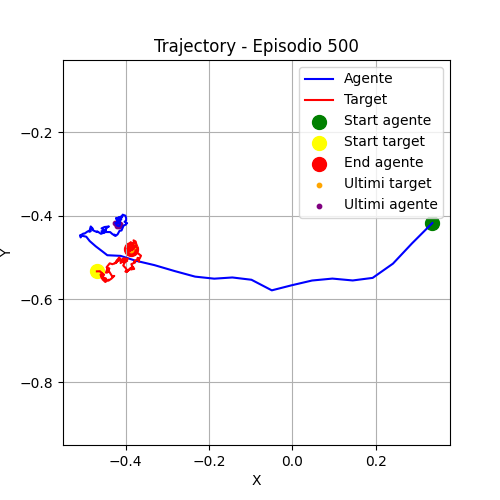 Trajectory - Episodio 500
Agente
Target
Start agente
Start target
End agente
Ultimi target
Ultimi agente
Y
−0.2
−0.4
−0.6
−0.8
−0.4
−0.2
0.0
0.2
X